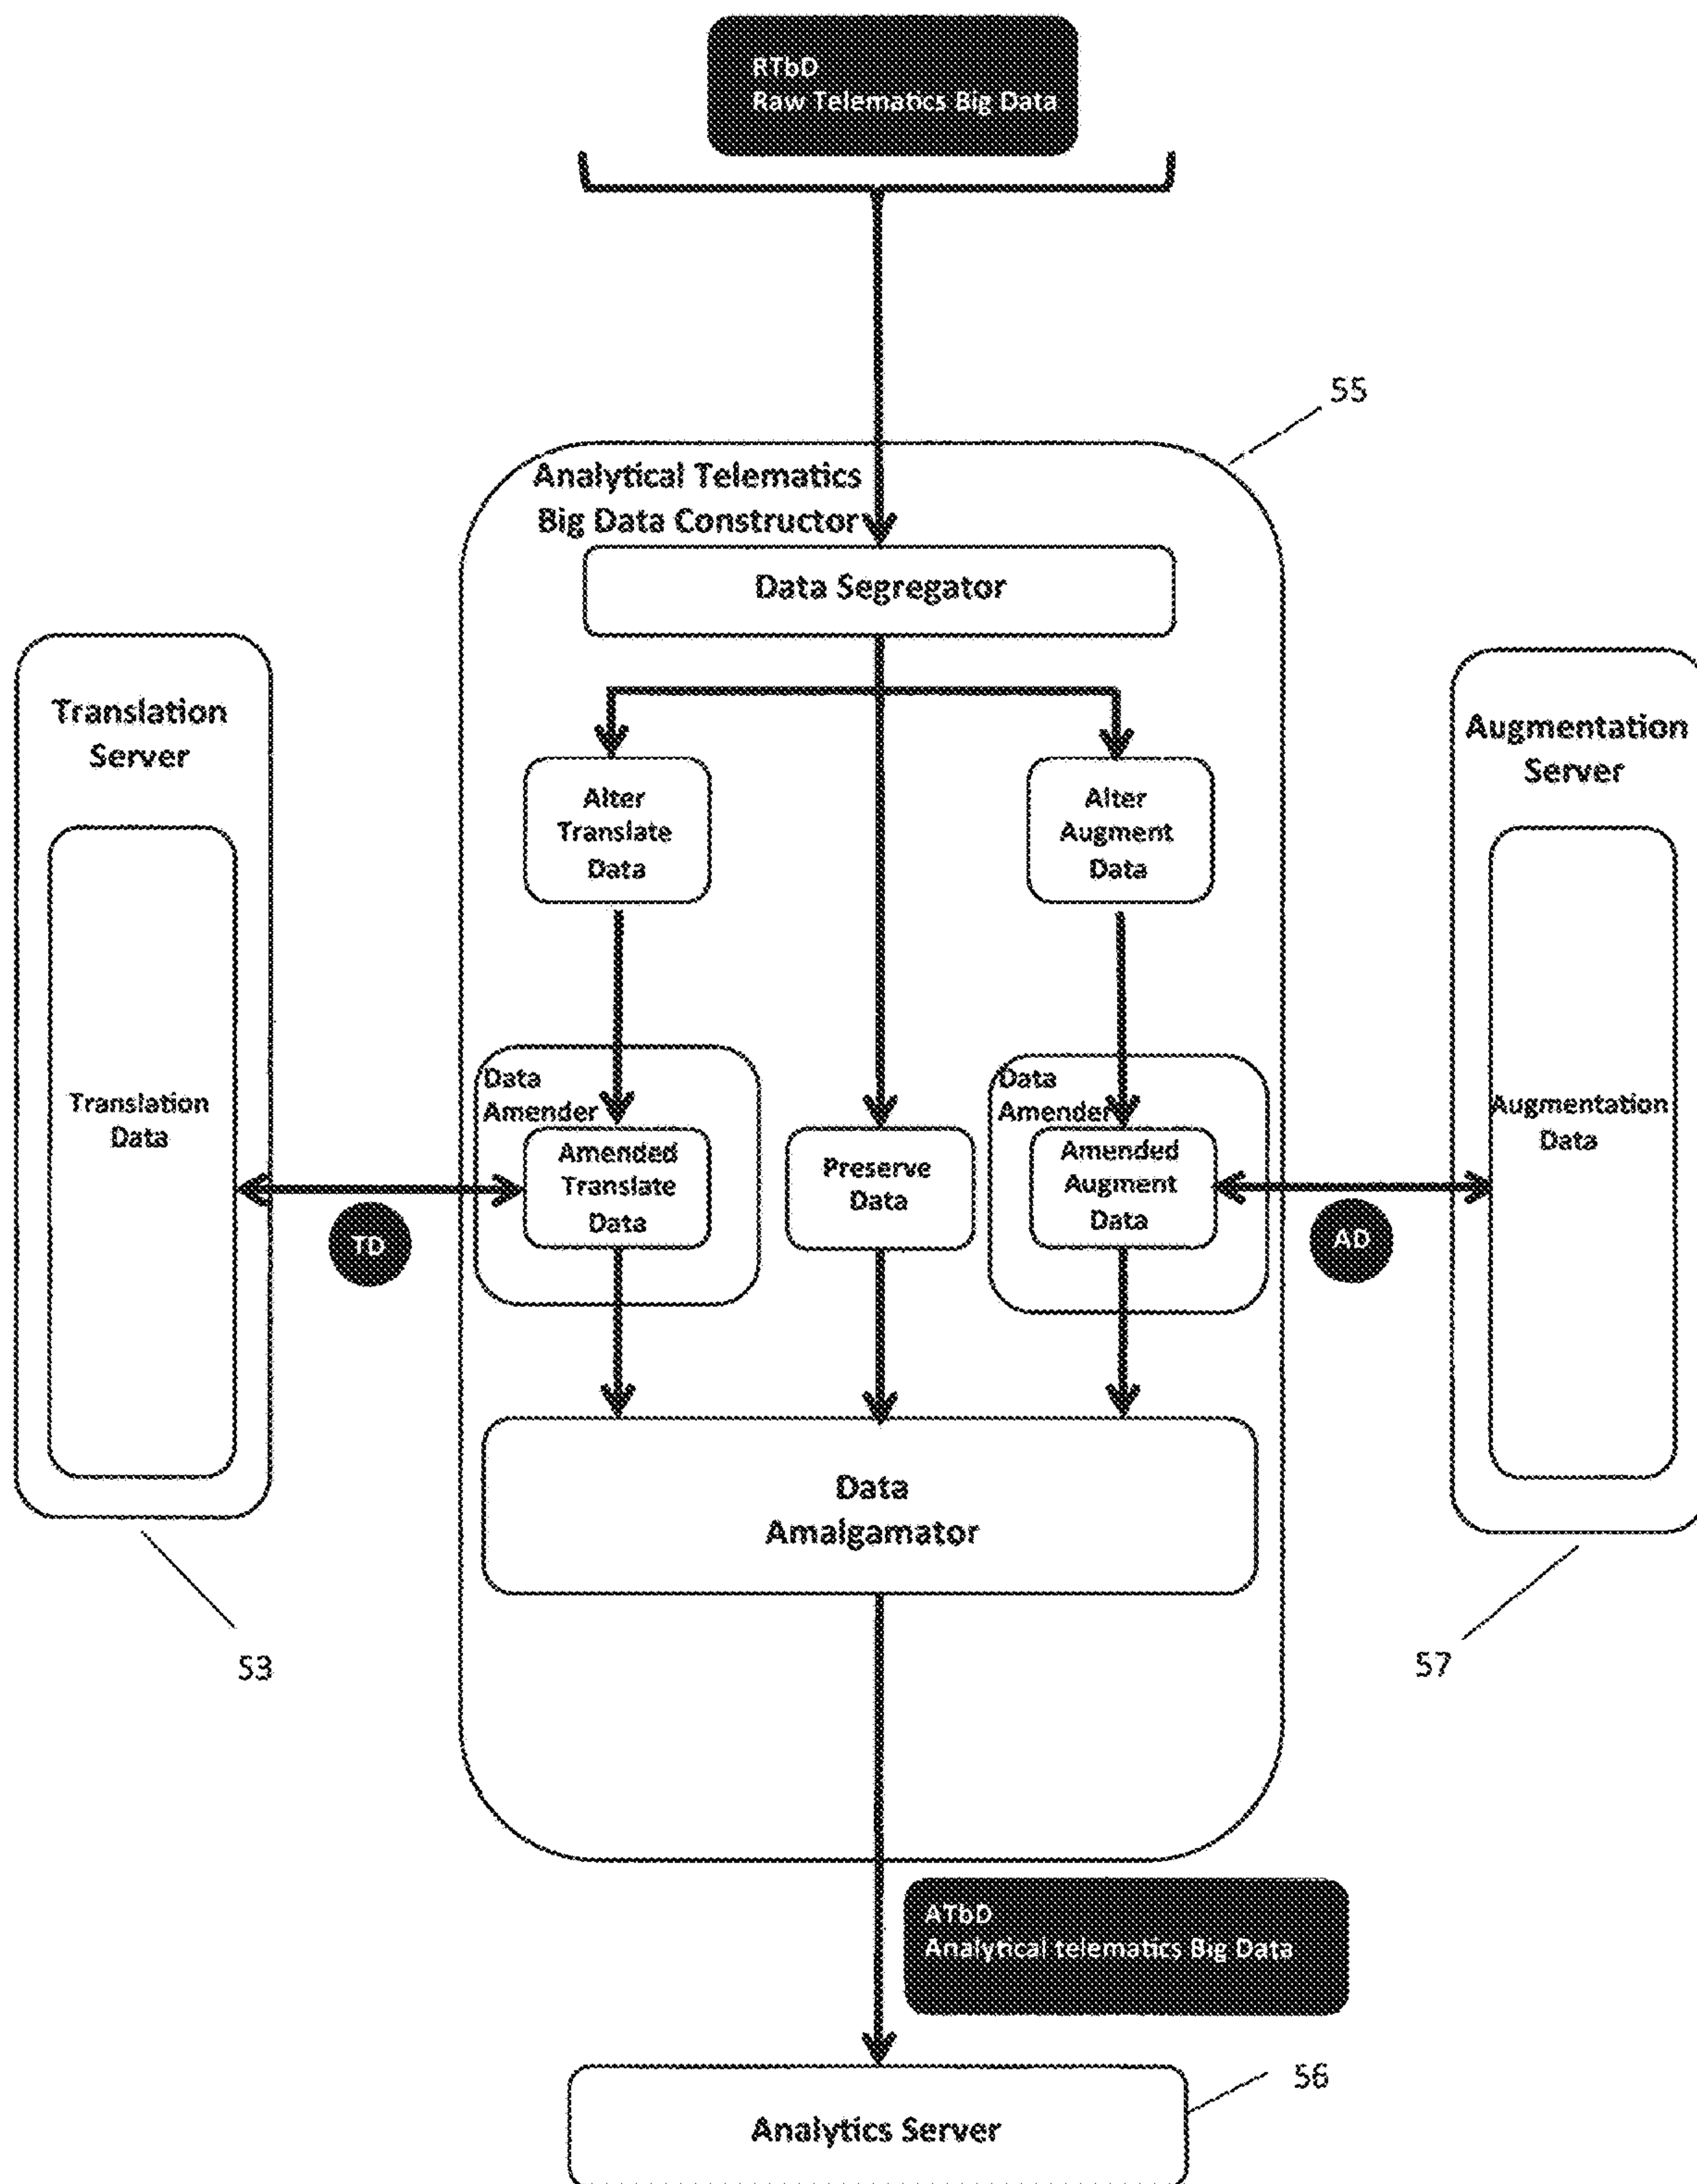 RTbD
Raw Telematics Big Data
55
Analytical Telematics
Big Data Constructor
Data Segregator
Translation
Server
Augmentation
Server
Alter
Translate
Data
Alter
Augment
Data
Data
Amender
Data
Amender
Translation
Data
Amended
Translate
Data
Preserve
Data
Amended
Augment
Data
Augmentation
Data
TD
AD
Data
Amalgamator
53
57
ATbD
Analytical telematics Big Data
56
Analytics Server